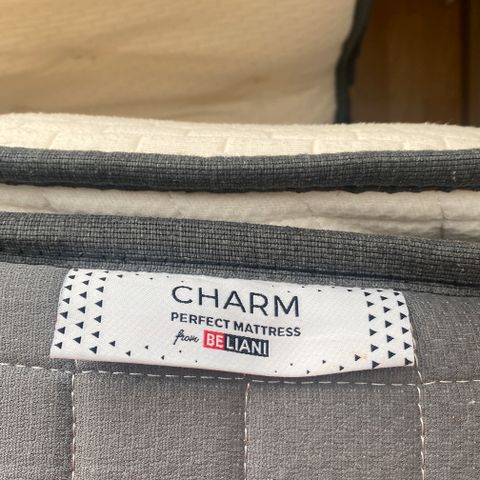 CHARM
PERFECT MATTRESS
from BELIANI